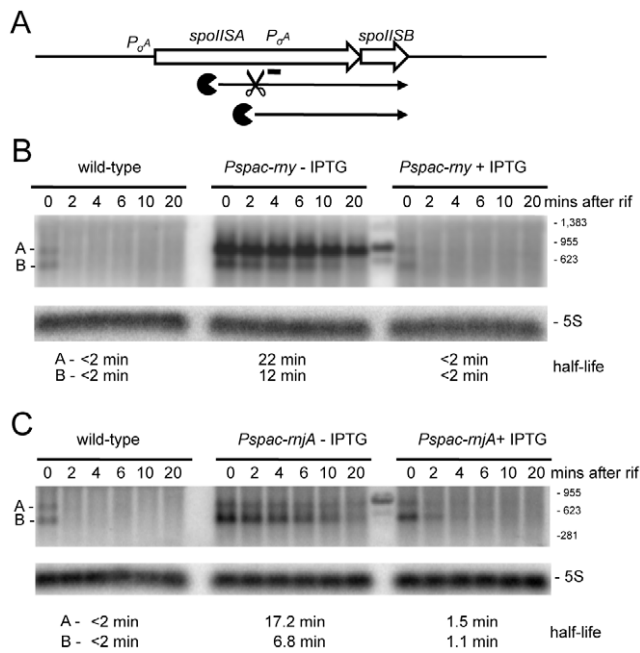 A
PσA spoIISA PσA spoIISB
B
wild-type Pspac-rny - IPTG Pspac-rny + IPTG
0 2 4 6 10 20 0 2 4 6 10 20 0 2 4 6 10 20 mins after rif
- 1,383
A - - 955
B - - 623
- 5S
A - <2 min 22 min <2 min
B - <2 min 12 min <2 min
half-life
C
wild-type Pspac-rnjA - IPTG Pspac-rnjA+ IPTG
0 2 4 6 10 20 0 2 4 6 10 20 0 2 4 6 10 20 mins after rif
- 955
A - - 623
B -
- 281
- 5S
A - <2 min 17.2 min 1.5 min
B - <2 min 6.8 min 1.1 min
half-life